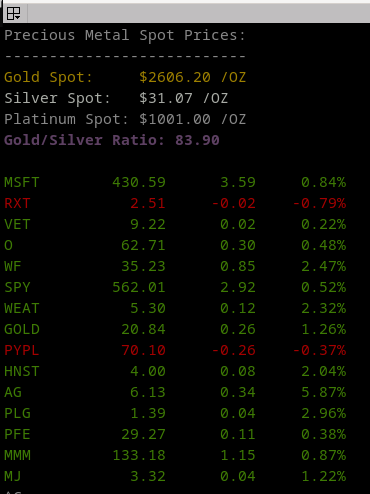 Precious Metal Spot Prices:
---------------------------
Gold Spot: $2606.20 /OZ
Silver Spot: $31.07 /OZ
Platinum Spot: $1001.00 /OZ
Gold/Silver Ratio: 83.90
MSFT 430.59 3.59 0.84%
RXT 2.51 -0.02 -0.79%
VET 9.22 0.02 0.22%
O 62.71 0.30 0.48%
WF 35.23 0.85 2.47%
SPY 562.01 2.92 0.52%
WEAT 5.30 0.12 2.32%
GOLD 20.84 0.26 1.26%
PYPL 70.10 -0.26 -0.37%
HNST 4.00 0.08 2.04%
AG 6.13 0.34 5.87%
PLG 1.39 0.04 2.96%
PFE 29.27 0.11 0.38%
MMM 133.18 1.15 0.87%
MJ 3.32 0.04 1.22%